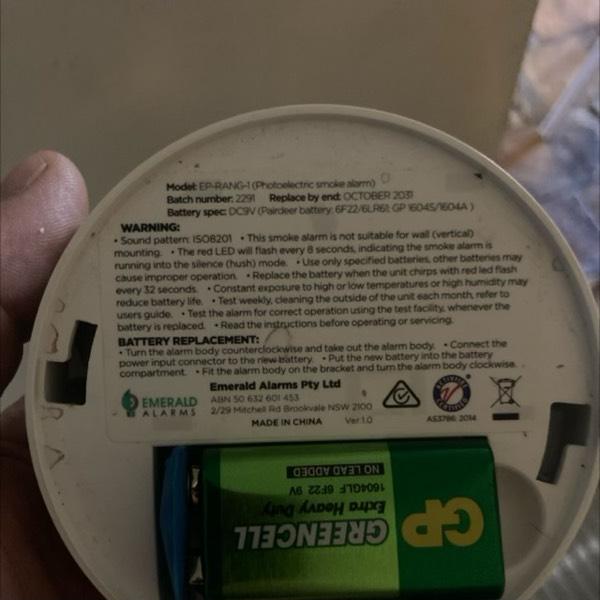 Model: EP-RANG-1 (Photoelectric smoke alarm)
Batch number: 2291 Replace by end: OCTOBER 2031
Battery spec: DC9V (Pairdeer battery: 6F22/6LR61; GP 1604S/1604A )
WARNING:
• Sound pattern: ISO8201 • This smoke alarm is not suitable for wall (vertical)
mounting. • The red LED will flash every 8 seconds, indicating the smoke alarm is
running into the silence (hush) mode. • Use only specified batteries, other batteries may
cause improper operation. • Replace the battery when the unit chirps with red led flash
every 32 seconds. • Constant exposure to high or low temperatures or high humidity may
reduce battery life. • Test weekly, cleaning the outside of the unit each month, refer to
users guide. • Test the alarm for correct operation using the test facility, whenever the
battery is replaced. • Read the instructions before operating or servicing.
BATTERY REPLACEMENT:
• Turn the alarm body counterclockwise and take out the alarm body. • Connect the
power input connector to the new battery. • Put the new battery into the battery
compartment. • Fit the alarm body on the bracket and turn the alarm body clockwise.
EMERALD
ALARMS
Emerald Alarms Pty Ltd
ABN 50 632 601 453
2/29 Mitchell Rd Brookvale NSW 2100
MADE IN CHINA Ver 1.0
AS3786: 2014
GP
GREENCELL
Extra Heavy Duty
1604GLF 6F22 9V
NO LEAD ADDED